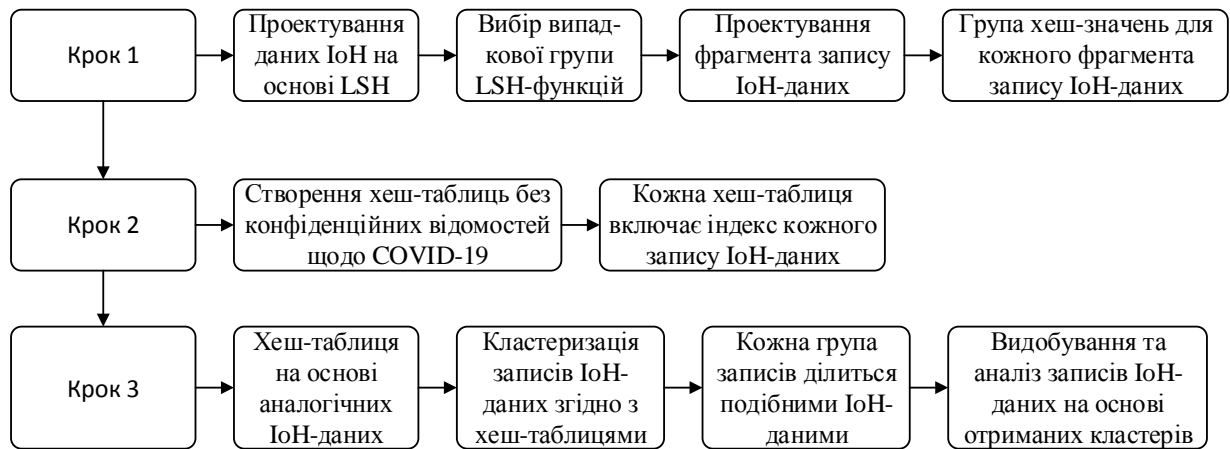 Крок 1
Проектування
даних IoH на
основі LSH
Вибір випад-
кової групи
LSH-функцій
Проектування
фрагмента запису
IoH-даних
Група хеш-значень для
кожного фрагмента
запису IoH-даних
Крок 2
Створення хеш-таблиць без
конфіденційних відомостей
щодо COVID-19
Кожна хеш-таблиця
включає індекс кожного
запису IoH-даних
Крок 3
Хеш-таблиця
на основі
аналогічних
IoH-даних
Кластеризація
записів IoH-
даних згідно з
хеш-таблицями
Кожна група
записів ділиться
подібними IoH-
даними
Видобування та
аналіз записів IoH-
даних на основі
отриманих кластерів